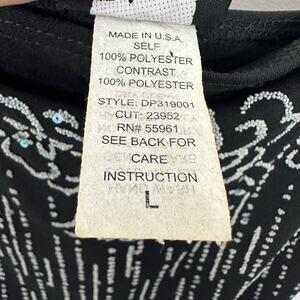 MADE IN U.S.A.
SELF
100% POLYESTER
CONTRAST
100% POLYESTER
STYLE: DP319001
CUT: 23952
RN# 55961
SEE BACK FOR
CARE
INSTRUCTION
L